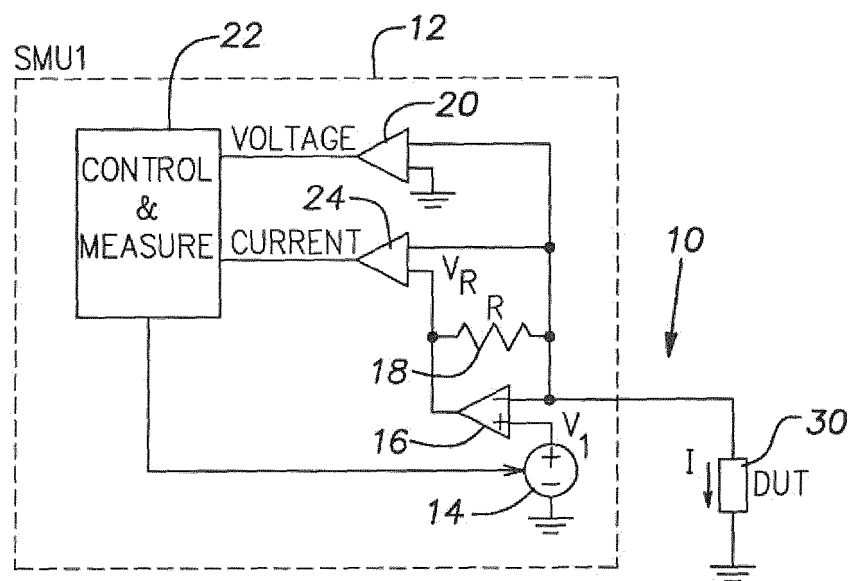 22
12
SMU1
20
VOLTAGE
CONTROL
&
MEASURE
24
CURRENT
10
V_R
R
18
16
V_1
+
−
14
30
I
DUT